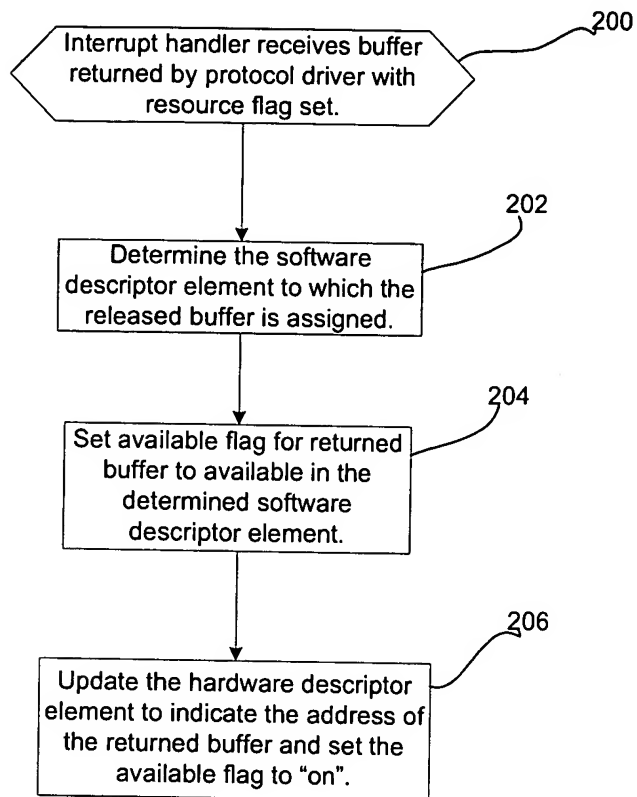 200
Interrupt handler receives buffer
returned by protocol driver with
resource flag set.
202
Determine the software
descriptor element to which the
released buffer is assigned.
204
Set available flag for returned
buffer to available in the
determined software
descriptor element.
206
Update the hardware descriptor
element to indicate the address of
the returned buffer and set the
available flag to “on”.